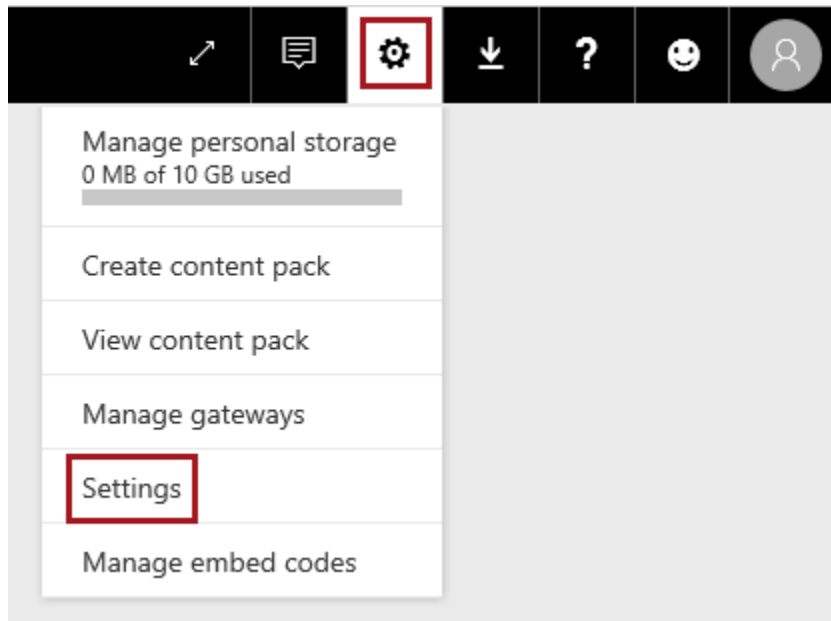 ?
Manage personal storage
0 MB of 10 GB used
Create content pack
View content pack
Manage gateways
Settings
Manage embed codes